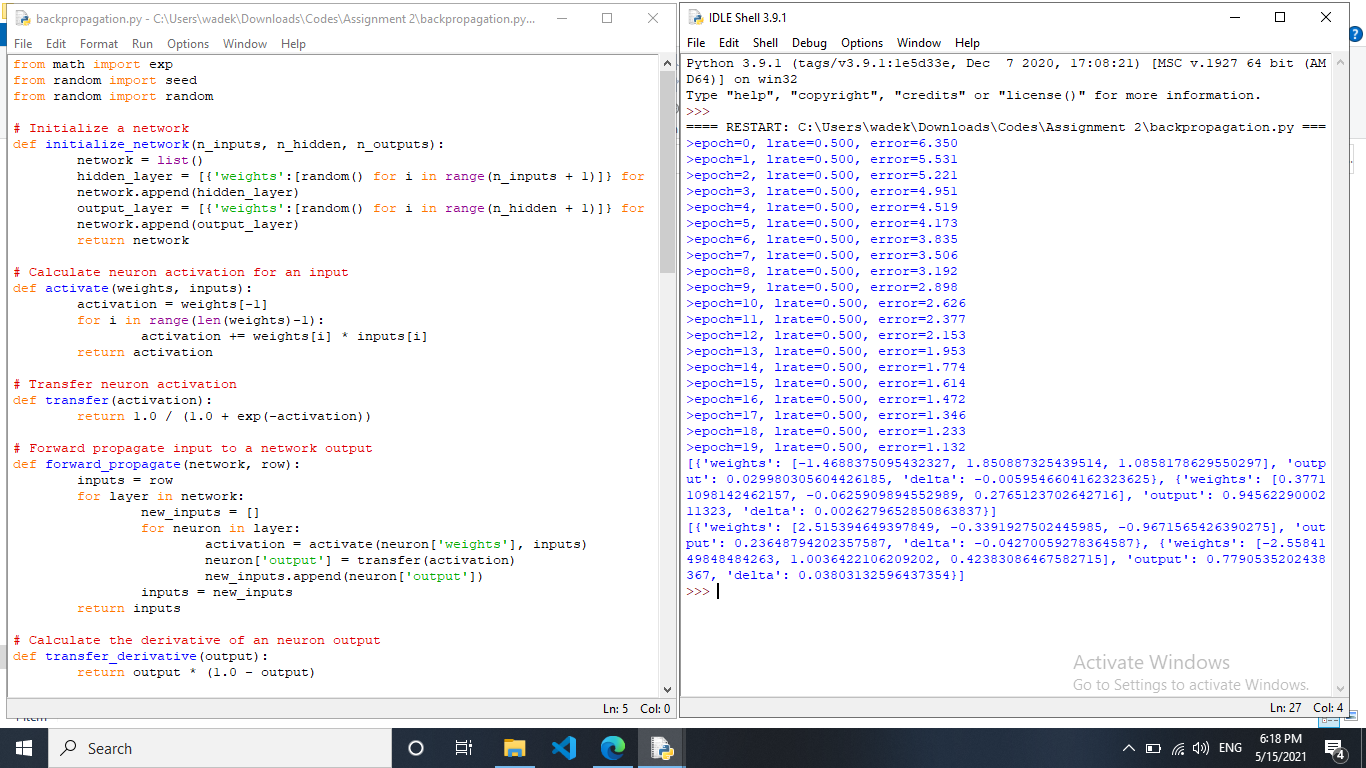 backpropagation.py - C:\Users\wadek\Downloads\Codes\Assignment 2\backpropagation.py...
File Edit Format Run Options Window Help
from math import exp
from random import seed
from random import random
# Initialize a network
def initialize_network(n_inputs, n_hidden, n_outputs):
network = list()
hidden_layer = [{'weights':[random() for i in range(n_inputs + 1)]} for
network.append(hidden_layer)
output_layer = [{'weights':[random() for i in range(n_hidden + 1)]} for
network.append(output_layer)
return network
# Calculate neuron activation for an input
def activate(weights, inputs):
activation = weights[-1]
for i in range(len(weights)-1):
activation += weights[i] * inputs[i]
return activation
# Transfer neuron activation
def transfer(activation):
return 1.0 / (1.0 + exp(-activation))
# Forward propagate input to a network output
def forward_propagate(network, row):
inputs = row
for layer in network:
new_inputs = []
for neuron in layer:
activation = activate(neuron['weights'], inputs)
neuron['output'] = transfer(activation)
new_inputs.append(neuron['output'])
inputs = new_inputs
return inputs
# Calculate the derivative of an neuron output
def transfer_derivative(output):
return output * (1.0 - output)
Ln: 5 Col: 0
IDLE Shell 3.9.1
File Edit Shell Debug Options Window Help
Python 3.9.1 (tags/v3.9.1:1e5d33e, Dec 7 2020, 17:08:21) [MSC v.1927 64 bit (AM
D64)] on win32
Type "help", "copyright", "credits" or "license()" for more information.
>>>
==== RESTART: C:\Users\wadek\Downloads\Codes\Assignment 2\backpropagation.py ===
>epoch=0, lrate=0.500, error=6.350
>epoch=1, lrate=0.500, error=5.531
>epoch=2, lrate=0.500, error=5.221
>epoch=3, lrate=0.500, error=4.951
>epoch=4, lrate=0.500, error=4.519
>epoch=5, lrate=0.500, error=4.173
>epoch=6, lrate=0.500, error=3.835
>epoch=7, lrate=0.500, error=3.506
>epoch=8, lrate=0.500, error=3.192
>epoch=9, lrate=0.500, error=2.898
>epoch=10, lrate=0.500, error=2.626
>epoch=11, lrate=0.500, error=2.377
>epoch=12, lrate=0.500, error=2.153
>epoch=13, lrate=0.500, error=1.953
>epoch=14, lrate=0.500, error=1.774
>epoch=15, lrate=0.500, error=1.614
>epoch=16, lrate=0.500, error=1.472
>epoch=17, lrate=0.500, error=1.346
>epoch=18, lrate=0.500, error=1.233
>epoch=19, lrate=0.500, error=1.132
[{'weights': [-1.4688375095432327, 1.850887325439514, 1.0858178629550297], 'outp
ut': 0.029980305604426185, 'delta': -0.0059546604162323625}, {'weights': [0.3771
1098142462157, -0.0625909894552989, 0.2765123702642716], 'output': 0.94562290002
11323, 'delta': 0.0026279652850863837}]
[{'weights': [2.515394649397849, -0.3391927502445985, -0.9671565426390275], 'out
put': 0.23648794202357587, 'delta': -0.04270059278364587}, {'weights': [-2.5584
149848484263, 1.0036422106209202, 0.42383086467582715], 'output': 0.7790535202438
367, 'delta': 0.03803132596437354}]
>>>
Activate Windows
Go to Settings to activate Windows.
Ln: 27 Col: 4
Search
ENG
6:18 PM
5/15/2021
4